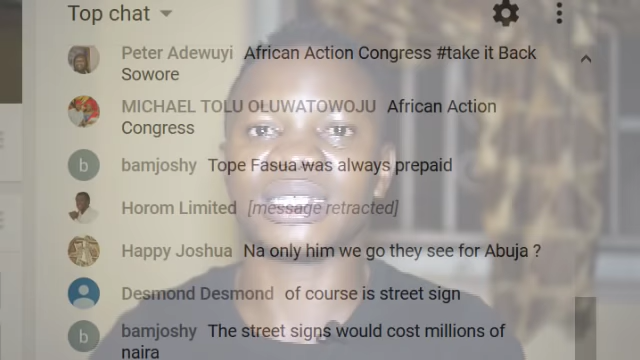 Top chat
Peter Adewuyi African Action Congress #take it Back
Sowore
MICHAEL TOLU OLUWATOWOJU African Action
Congress
b bamjoshy Tope Fasua was always prepaid
Horom Limited [message retracted]
Happy Joshua Na only him we go they see for Abuja ?
Desmond Desmond of course is street sign
b bamjoshy The street signs would cost millions of
naira